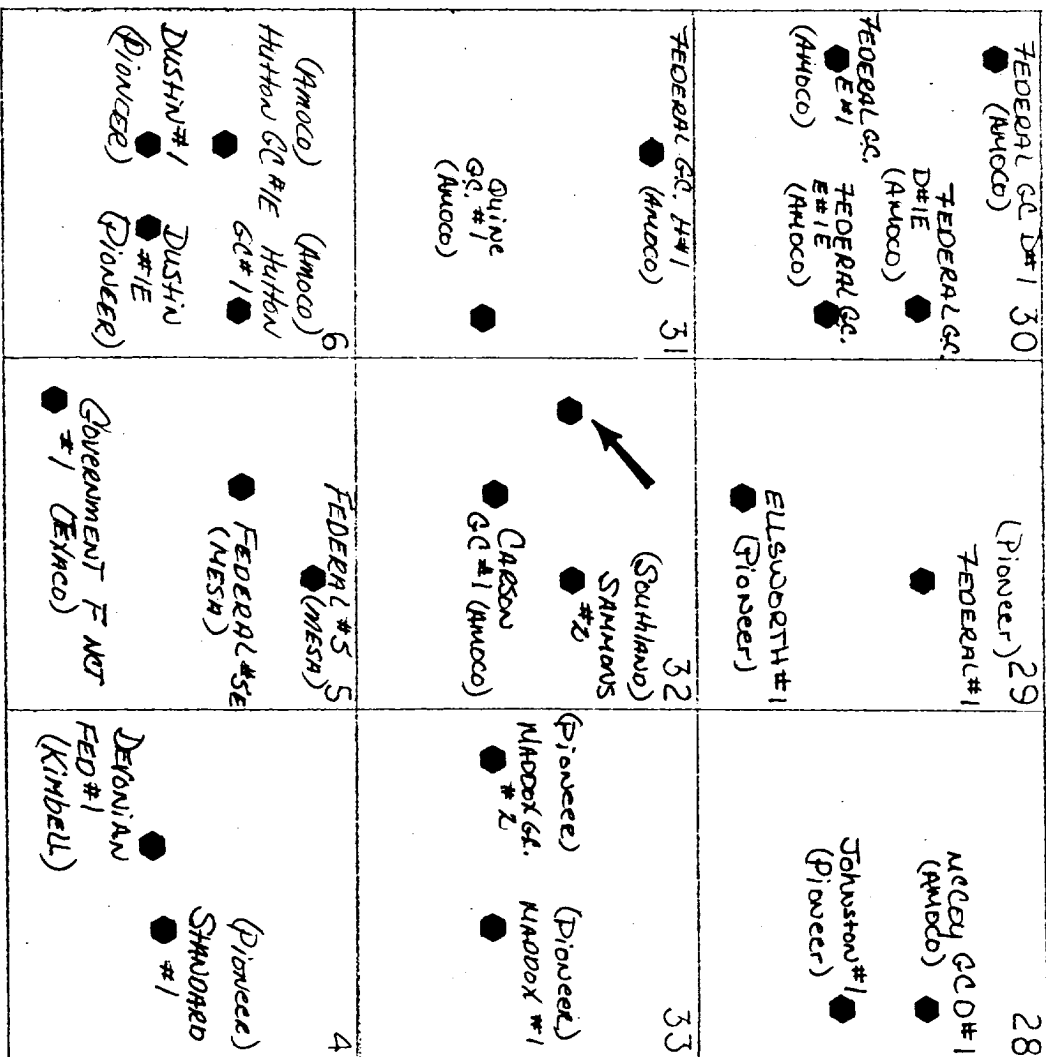 FEDERAL GC D#1 30
(AMOCO)
FEDERAL GC.
D#1E
(AMOCO)
FEDERAL GC.
E#1
(AMOCO)
FEDERAL GC.
E#1E
(AMOCO)
29
(Pioneer)
FEDERAL #1
ELLSWORTH #1
(Pioneer)
28
McCoy GC D#1
(AMOCO)
Johnston #1
(Pioneer)
31
FEDERAL G.C. H#1
(AMOCO)
Quine
GC. #1
(AMOCO)
32
(Southland)
SAMMONS
#2
CARSON
GC #1 (AMOCO)
33
(Pioneer)
MADDOX GC.
#2
(Pioneer)
MADDOX #1
6
(Amoco)
Hutton GC #1E
(Amoco)
Hutton
GC #1
Dustin #1
(Pioneer)
Dustin
#1E
(Pioneer)
5
FEDERAL #5
(MESA)
FEDERAL #5E
(MESA)
GOVERNMENT F NCT
#1 (TEXACO)
4
(Pioneer)
STANDARD
#1
DEVONIAN
FED #1
(KIMBELL)